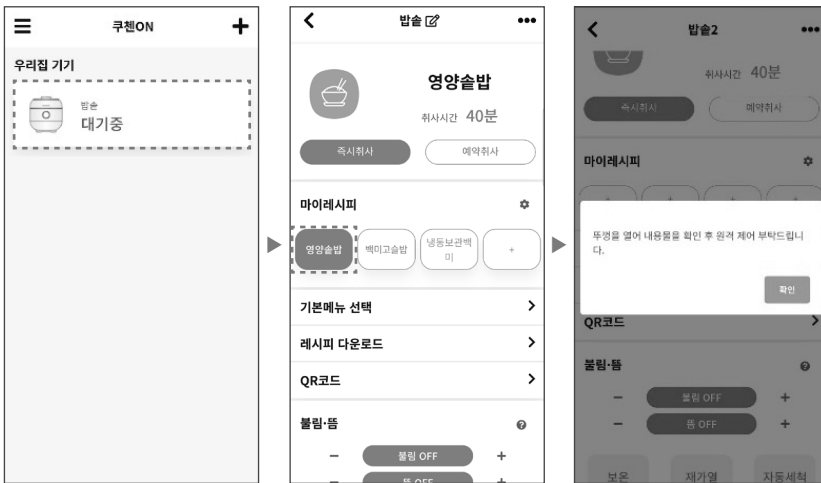 쿠첸ON
우리집 기기
밥솥
대기중
밥솥
영양솥밥
취사시간 40분
즉시취사
예약취사
마이레시피
영양솥밥
백미고슬밥
냉동보관백
미
+
기본메뉴 선택
레시피 다운로드
QR코드
불림·뜸
− 불림 OFF +
− 뜸 OFF +
밥솥2
취사시간 40분
즉시취사
예약취사
마이레시피
뚜껑을 열어 내용물을 확인 후 원격 제어 부탁드립니
다.
확인
QR코드
불림·뜸
− 불림 OFF +
− 뜸 OFF +
보온
재가열
자동세척